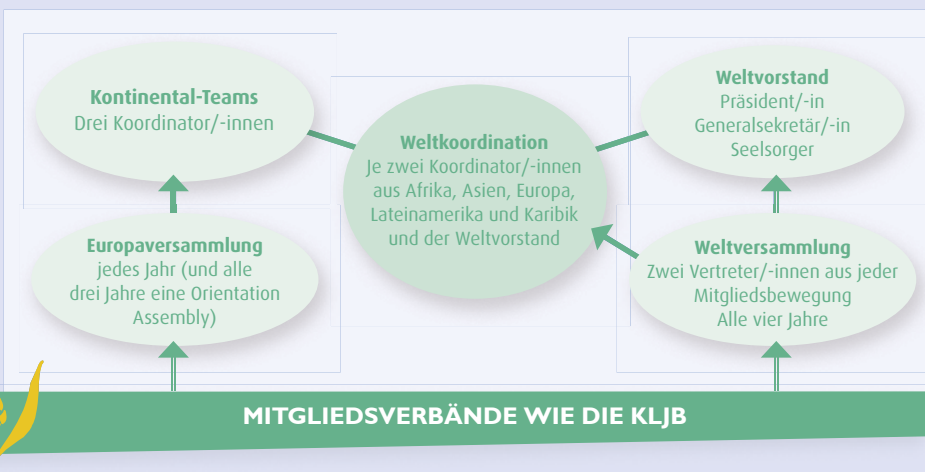 Kontinental-Teams
Drei Koordinator/-innen
Weltvorstand
Präsident/-in
Generalsekretär/-in
Seelsorger
Weltkoordination
Je zwei Koordinator/-innen
aus Afrika, Asien, Europa,
Lateinamerika und Karibik
und der Weltvorstand
Europaversammlung
jedes Jahr (und alle
drei Jahre eine Orientation
Assembly)
Weltversammlung
Zwei Vertreter/-innen aus jeder
Mitgliedsbewegung
Alle vier Jahre
MITGLIEDSVERBÄNDE WIE DIE KLJB